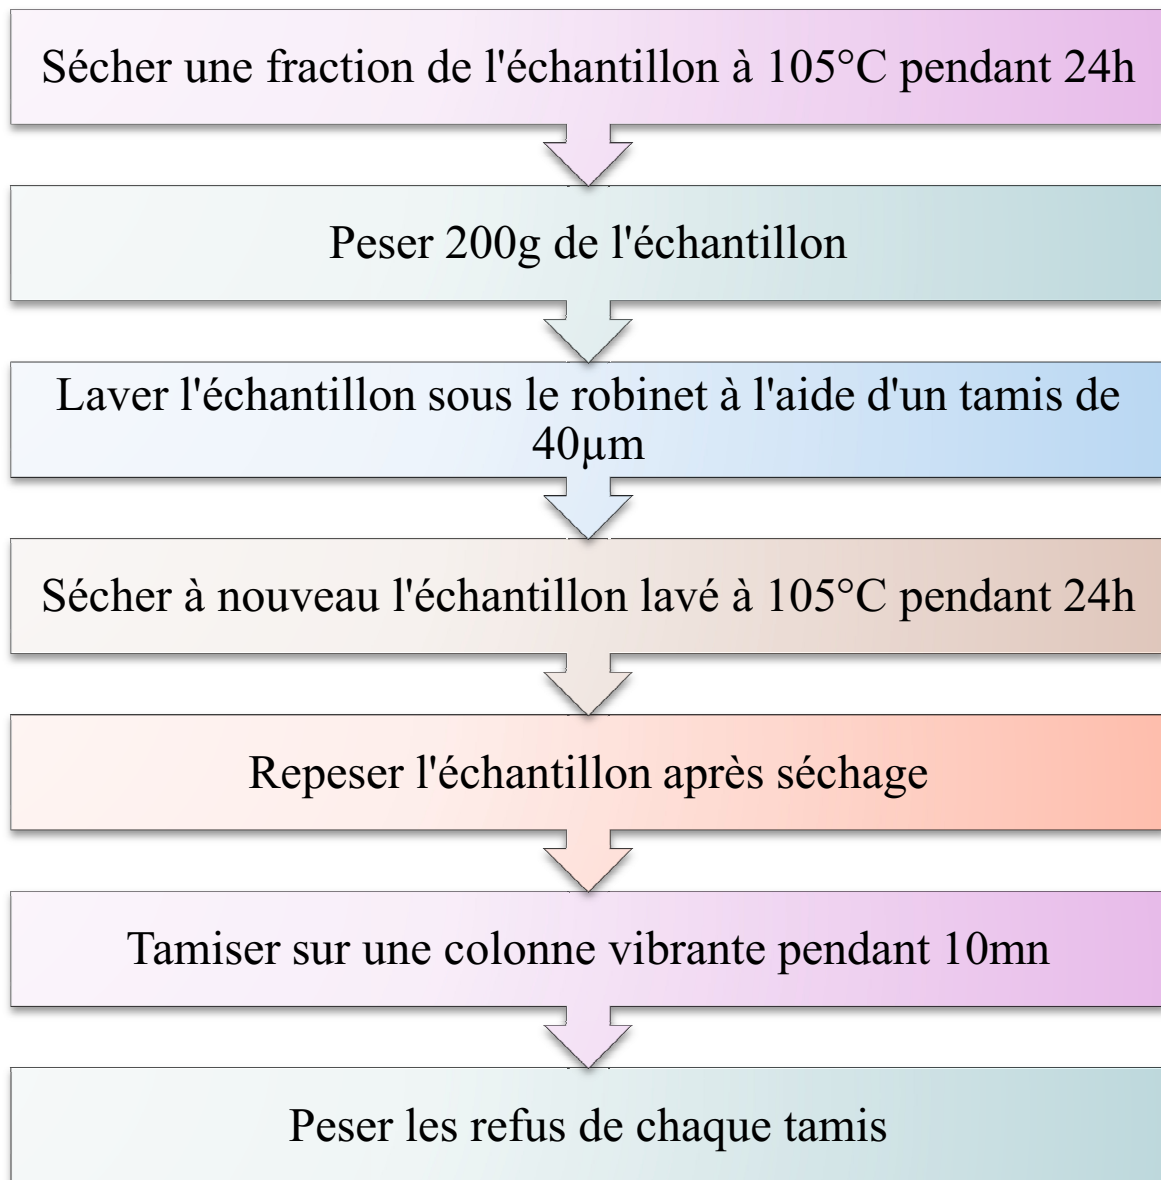 Sécher une fraction de l'échantillon à 105°C pendant 24h
Peser 200g de l'échantillon
Laver l'échantillon sous le robinet à l'aide d'un tamis de
40µm
Sécher à nouveau l'échantillon lavé à 105°C pendant 24h
Repeser l'échantillon après séchage
Tamiser sur une colonne vibrante pendant 10mn
Peser les refus de chaque tamis